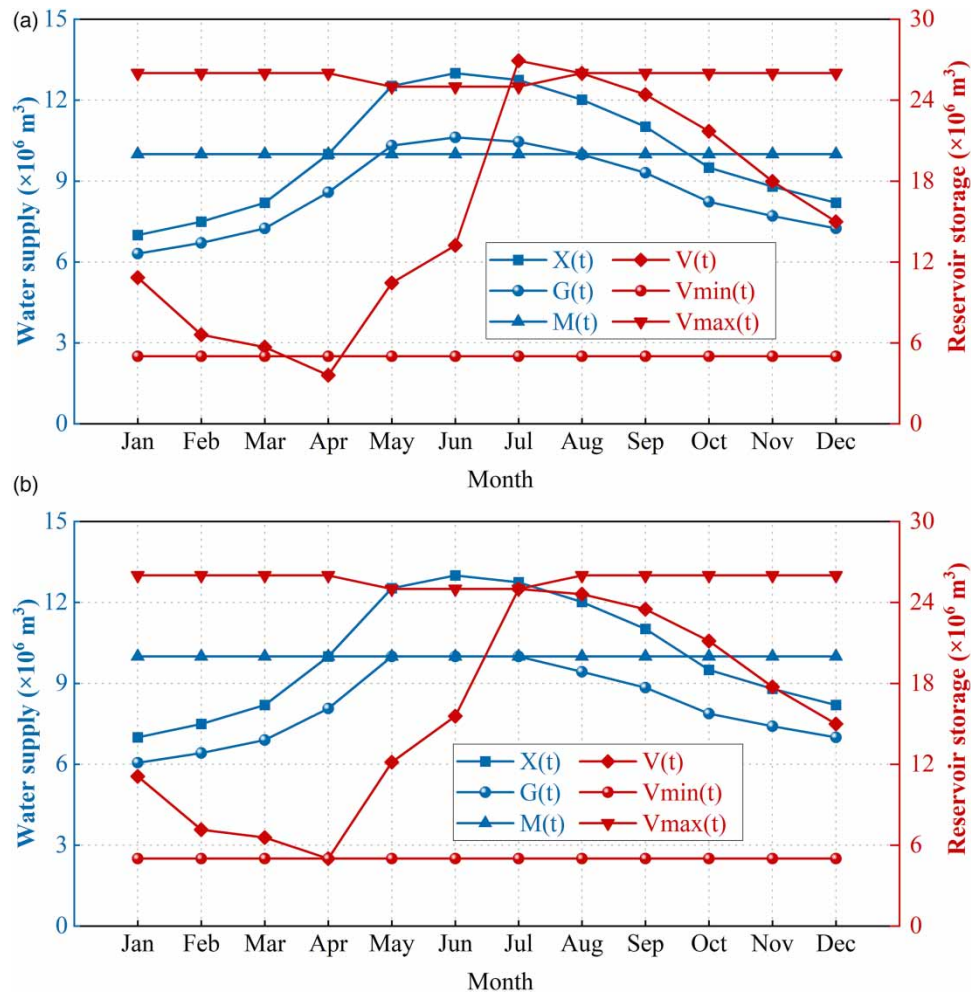 (a)
15
12
9
6
3
0
Water supply (×10⁶ m³)
30
24
18
12
6
0
Reservoir storage (×10⁶ m³)
X(t) V(t)
G(t) Vmin(t)
M(t) Vmax(t)
Jan Feb Mar Apr May Jun Jul Aug Sep Oct Nov Dec
Month
(b)
15
12
9
6
3
0
Water supply (×10⁶ m³)
30
24
18
12
6
0
Reservoir storage (×10⁶ m³)
X(t) V(t)
G(t) Vmin(t)
M(t) Vmax(t)
Jan Feb Mar Apr May Jun Jul Aug Sep Oct Nov Dec
Month